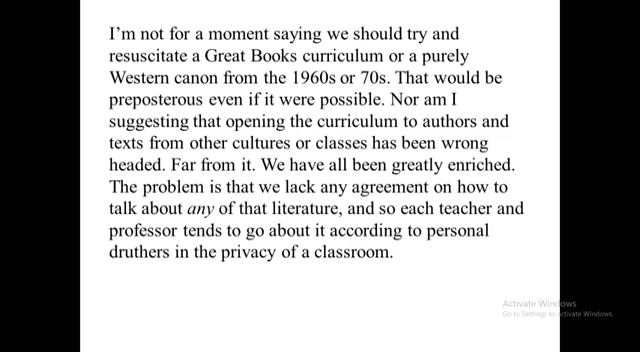 I'm not for a moment saying we should try and
resuscitate a Great Books curriculum or a purely
Western canon from the 1960s or 70s. That would be
preposterous even if it were possible. Nor am I
suggesting that opening the curriculum to authors and
texts from other cultures or classes has been wrong
headed. Far from it. We have all been greatly enriched.
The problem is that we lack any agreement on how to
talk about any of that literature, and so each teacher and
professor tends to go about it according to personal
druthers in the privacy of a classroom.
Activate Windows
Go to Settings to activate Windows.